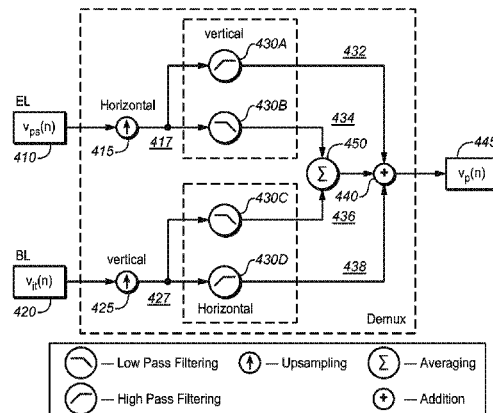 vertical
430A
432
EL
Horizontal
430B
434
v_ps(n)
450
445
410
415
417
Σ
+
v_p(n)
440
430C
436
BL
vertical
430D
438
v_it(n)
420
425
427
Horizontal
Demux
— Low Pass Filtering
— Upsampling
Σ — Averaging
— High Pass Filtering
+ — Addition